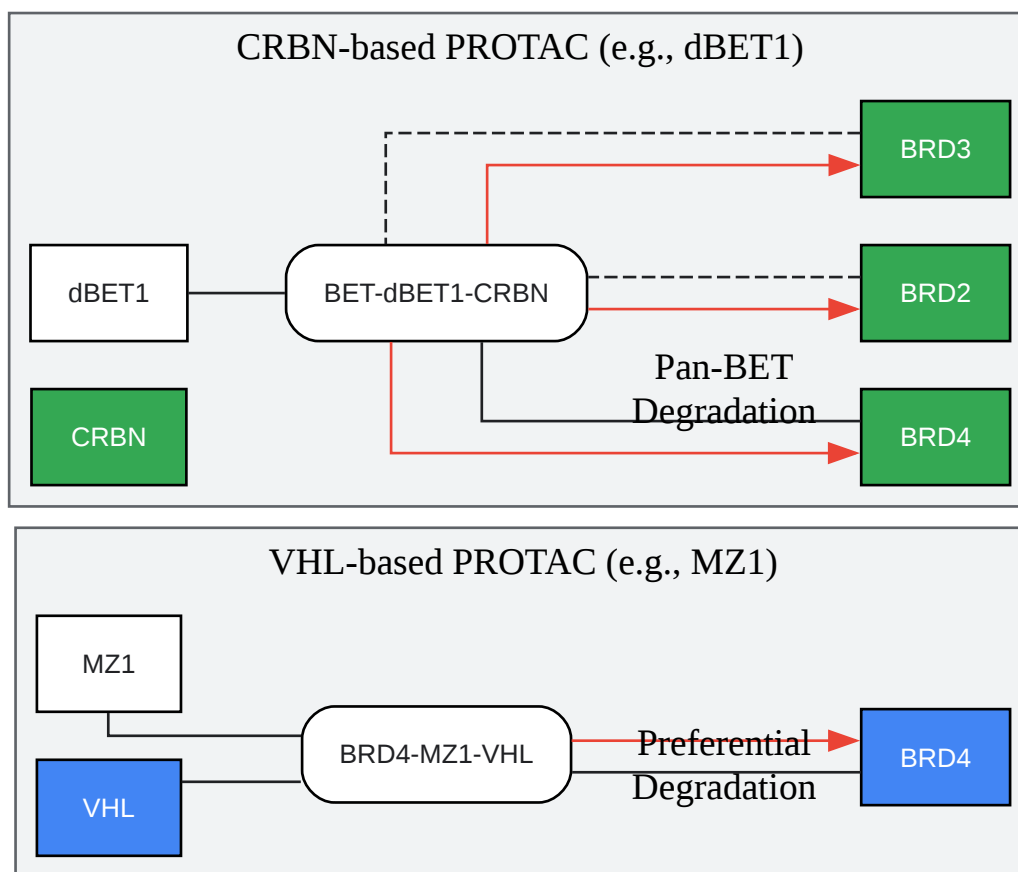 CRBN-based PROTAC (e.g., dBET1)
BRD3
dBET1
BET-dBET1-CRBN
BRD2
Pan-BET
Degradation
CRBN
BRD4
VHL-based PROTAC (e.g., MZ1)
MZ1
BRD4-MZ1-VHL
Preferential
Degradation
BRD4
VHL